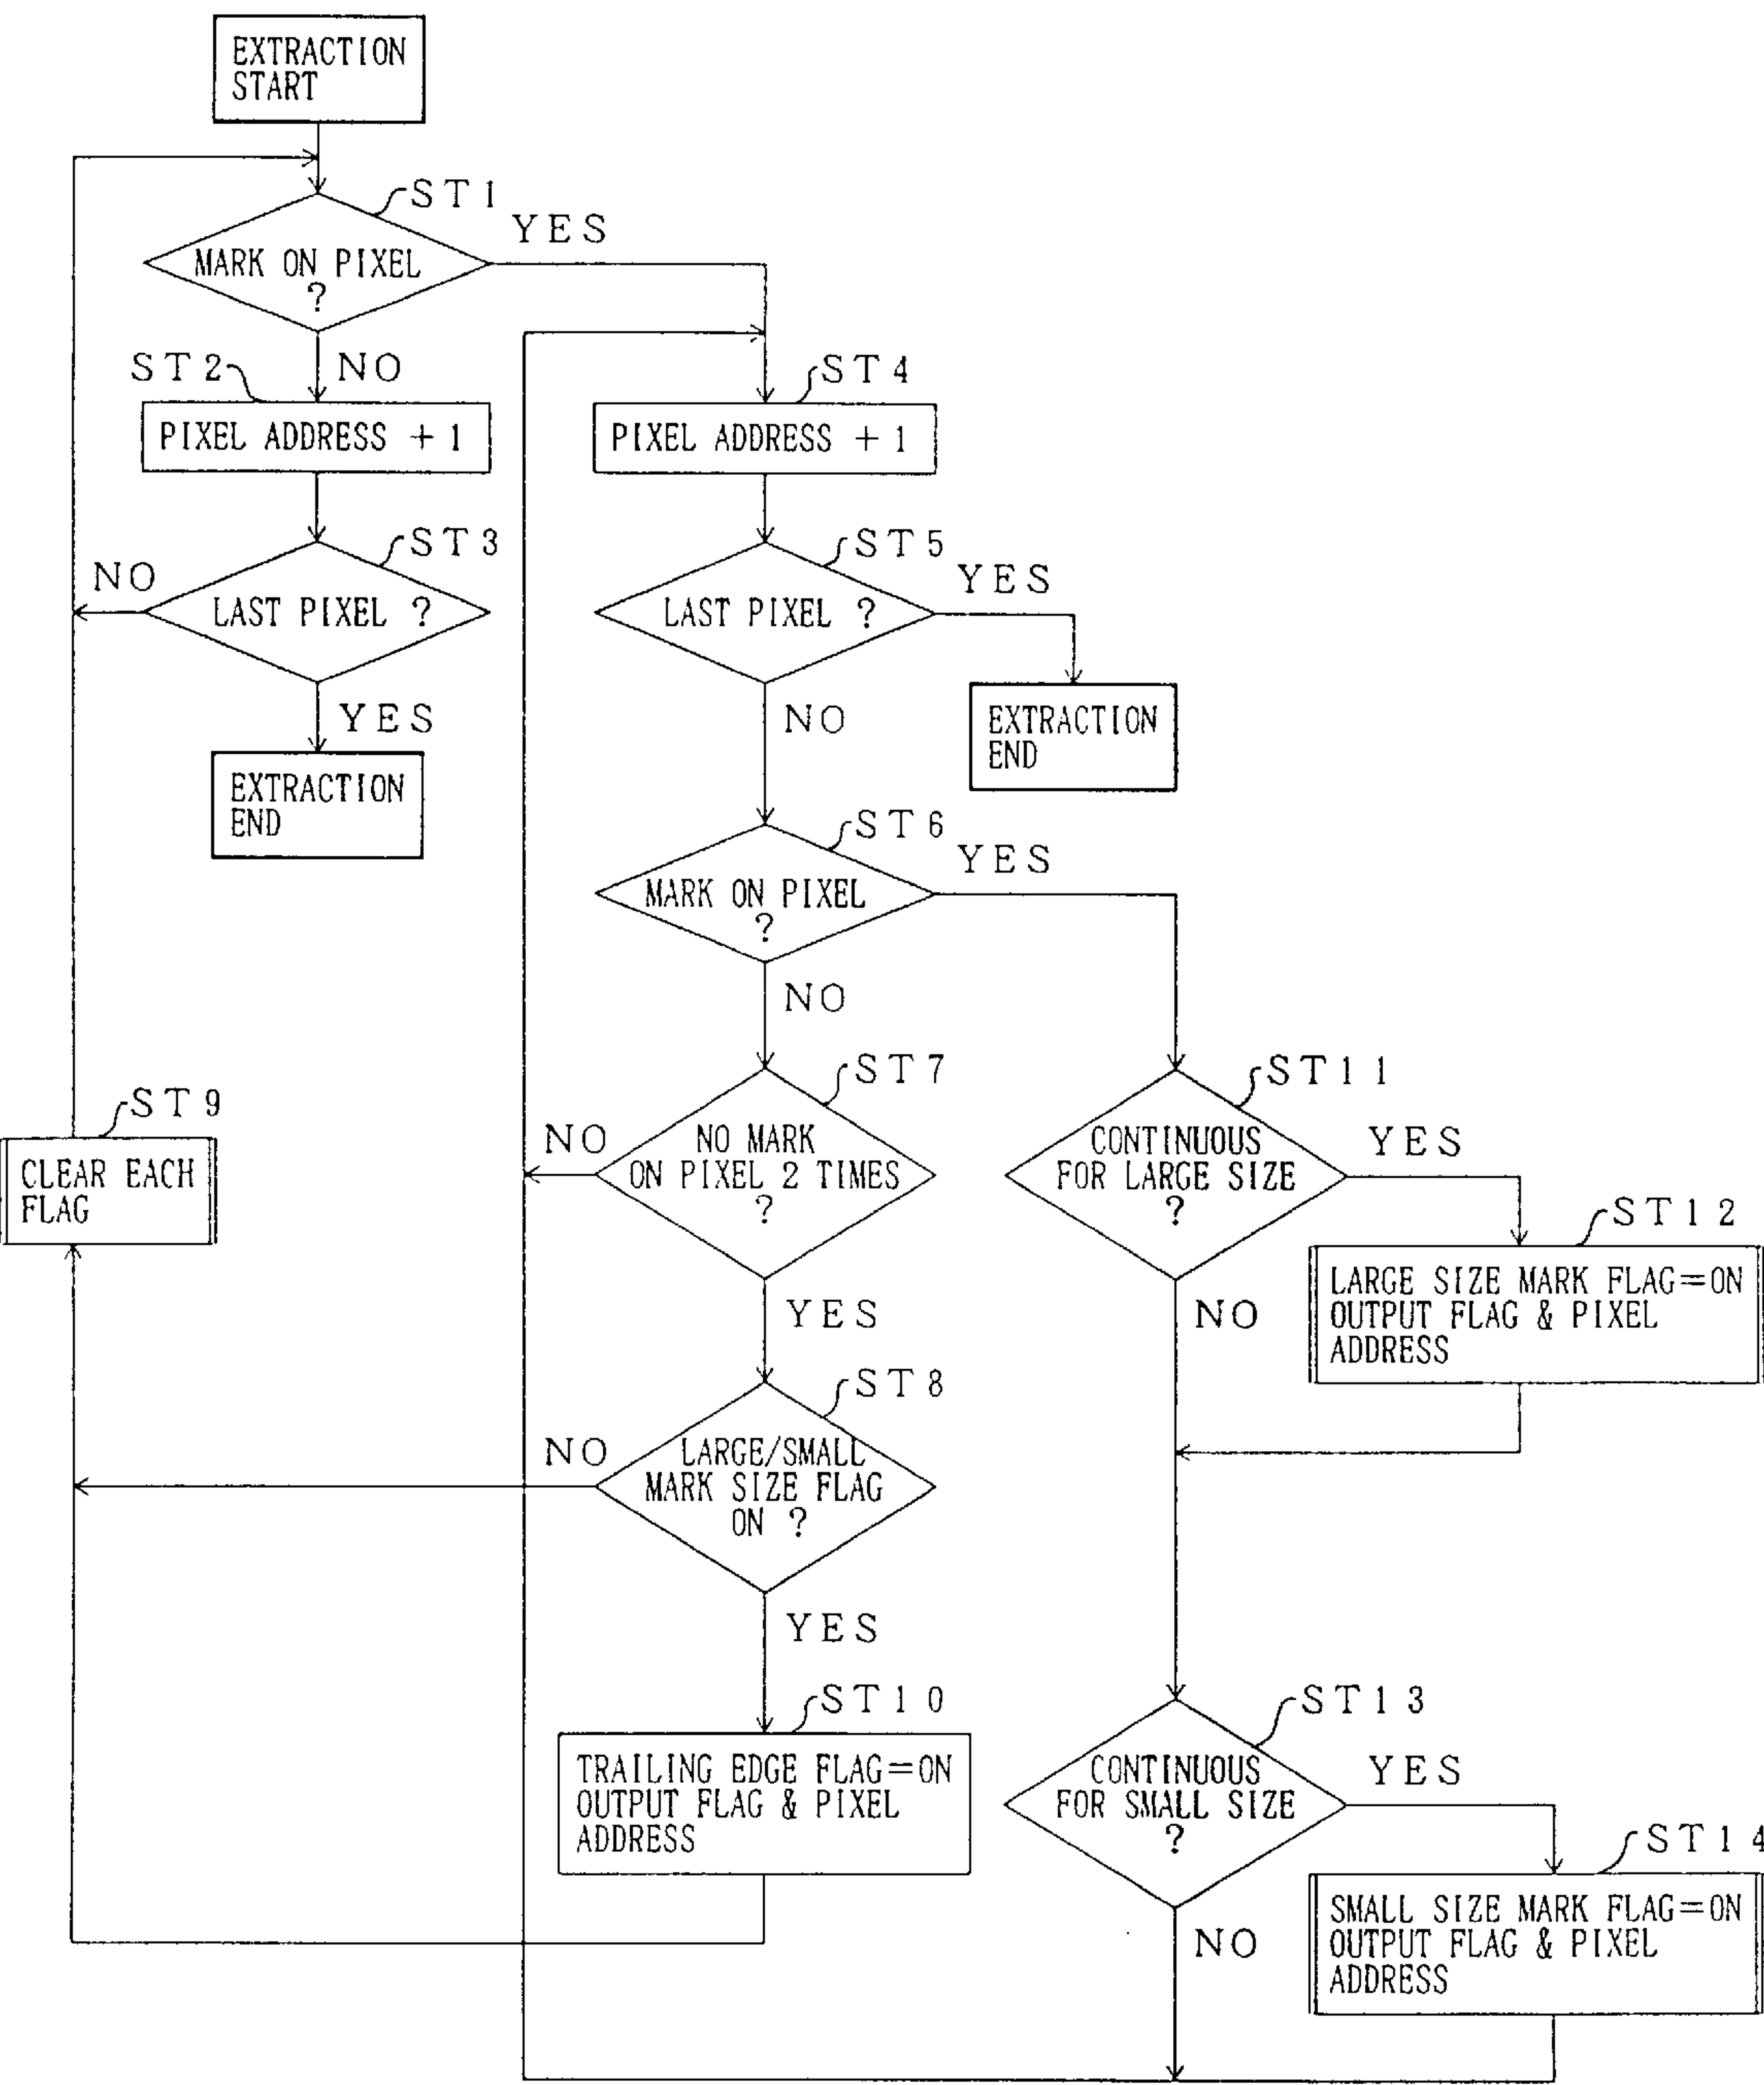 EXTRACTION
START
ST1
YES
MARK ON PIXEL
?
NO
ST2
PIXEL ADDRESS +1
ST4
PIXEL ADDRESS +1
ST3
NO
LAST PIXEL ?
YES
EXTRACTION
END
ST5
YES
LAST PIXEL ?
NO
EXTRACTION
END
ST6
YES
MARK ON PIXEL
?
NO
ST7
NO
NO MARK
ON PIXEL 2 TIMES
?
YES
ST11
YES
CONTINUOUS
FOR LARGE SIZE
?
NO
ST9
CLEAR EACH
FLAG
ST12
LARGE SIZE MARK FLAG=ON
OUTPUT FLAG & PIXEL
ADDRESS
ST8
NO
LARGE/SMALL
MARK SIZE FLAG
ON ?
YES
ST10
TRAILING EDGE FLAG=ON
OUTPUT FLAG & PIXEL
ADDRESS
ST13
YES
CONTINUOUS
FOR SMALL SIZE
?
NO
ST14
SMALL SIZE MARK FLAG=ON
OUTPUT FLAG & PIXEL
ADDRESS